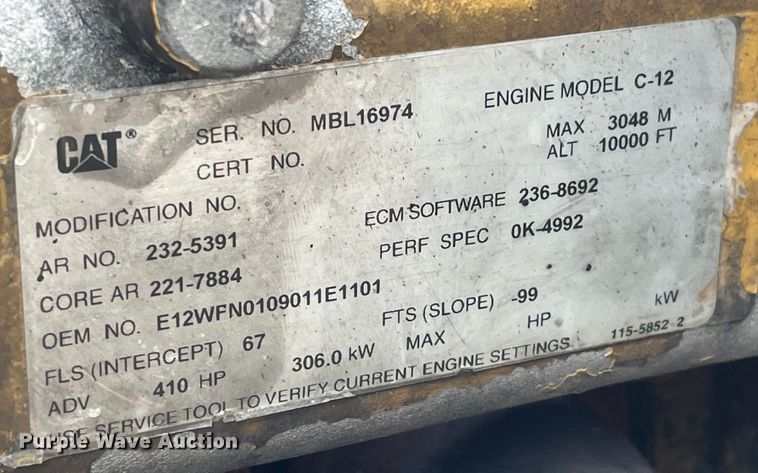 CAT® SER. NO. MBL16974 ENGINE MODEL C-12
CERT NO. MAX 3048 M
ALT 10000 FT
MODIFICATION NO. ECM SOFTWARE 236-8692
AR NO. 232-5391 PERF SPEC 0K-4992
CORE AR 221-7884
OEM NO. E12WFN0109011E1101
FLS (INTERCEPT) 67 FTS (SLOPE) -99
ADV 410 HP 306.0 kW MAX HP kW
USE SERVICE TOOL TO VERIFY CURRENT ENGINE SETTINGS 115-5852 2
Purple Wave Auction